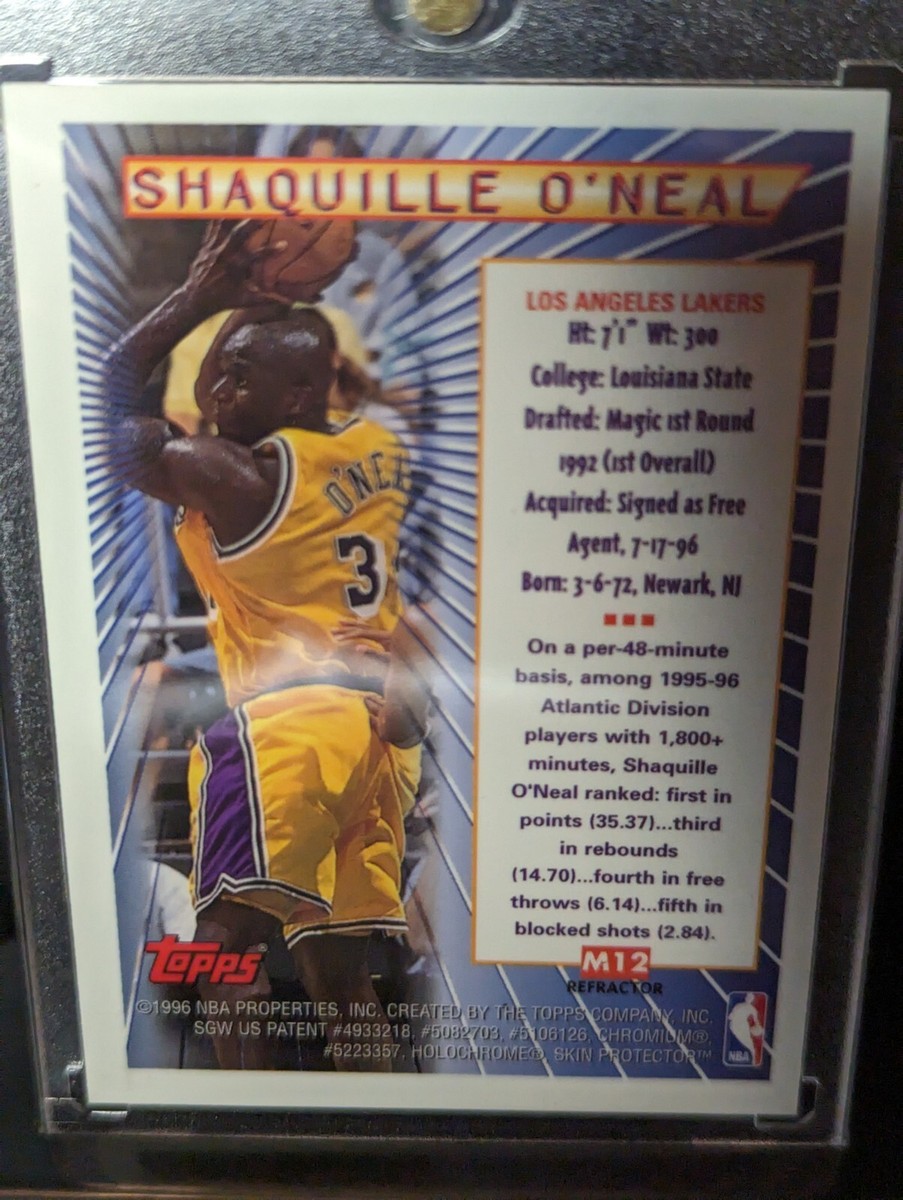 SHAQUILLE O'NEAL
O'NE
3
LOS ANGELES LAKERS
Ht: 7'1" Wt: 300
College: Louisiana State
Drafted: Magic 1st Round
1992 (1st Overall)
Acquired: Signed as Free
Agent, 7-17-96
Born: 3-6-72, Newark, NJ
On a per-48-minute
basis, among 1995-96
Atlantic Division
players with 1,800+
minutes, Shaquille
O'Neal ranked: first in
points (35.37)...third
in rebounds
(14.70)...fourth in free
throws (6.14)...fifth in
blocked shots (2.84).
M12
REFRACTOR
TOPPS®
©1996 NBA PROPERTIES, INC. CREATED BY THE TOPPS COMPANY, INC.
SGW US PATENT #4933218, #5082703, #5106126, CHROMIUM®,
#5223357, HOLOCHROME®, SKIN PROTECTOR™
NBA